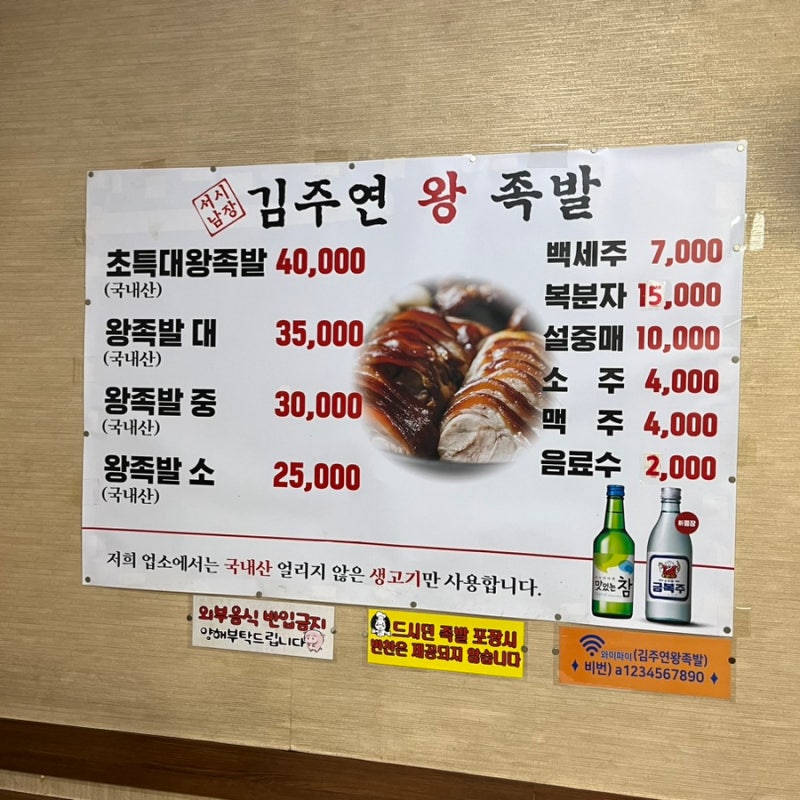 서시
남장
김주연 왕 족발
초특대왕족발 40,000
(국내산)
왕족발 대 35,000
(국내산)
왕족발 중 30,000
(국내산)
왕족발 소 25,000
(국내산)
백세주 7,000
복분자 15,000
설중매 10,000
소 주 4,000
맥 주 4,000
음료수 2,000
맛있는 참
금복주
저희 업소에서는 국내산 얼리지 않은 생고기만 사용합니다.
외부음식 반입금지
양해부탁드립니다
드시던 족발 포장시
반찬은 제공되지 않습니다
와이파이(김주연왕족발)
비번) a1234567890